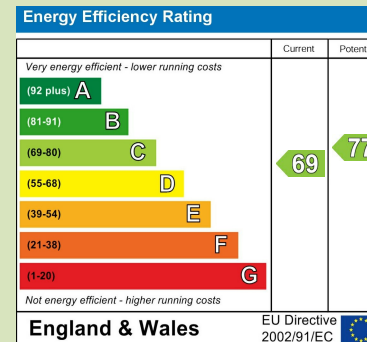 Energy Efficiency Rating
Current Potent
Very energy efficient - lower running costs
(92 plus) A
(81-91) B
(69-80) C
(55-68) D
(39-54) E
(21-38) F
(1-20) G
69
77
Not energy efficient - higher running costs
England & Wales
EU Directive
2002/91/EC